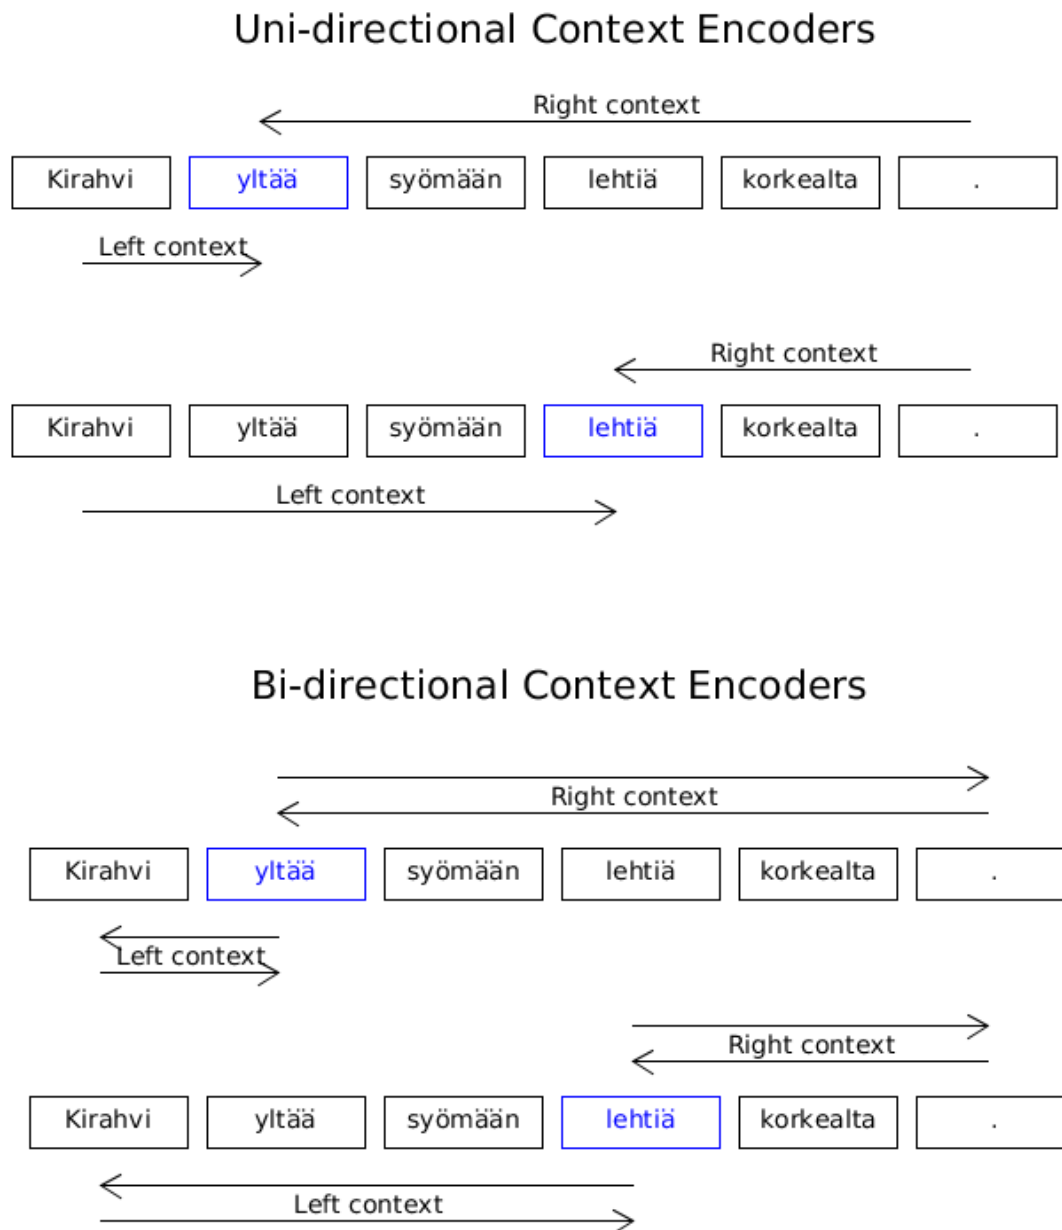 Uni-directional Context Encoders
Right context
Kirahvi yltää syömään lehtiä korkealta .
Left context
Right context
Kirahvi yltää syömään lehtiä korkealta .
Left context
Bi-directional Context Encoders
Right context
Kirahvi yltää syömään lehtiä korkealta .
Left context
Right context
Kirahvi yltää syömään lehtiä korkealta .
Left context